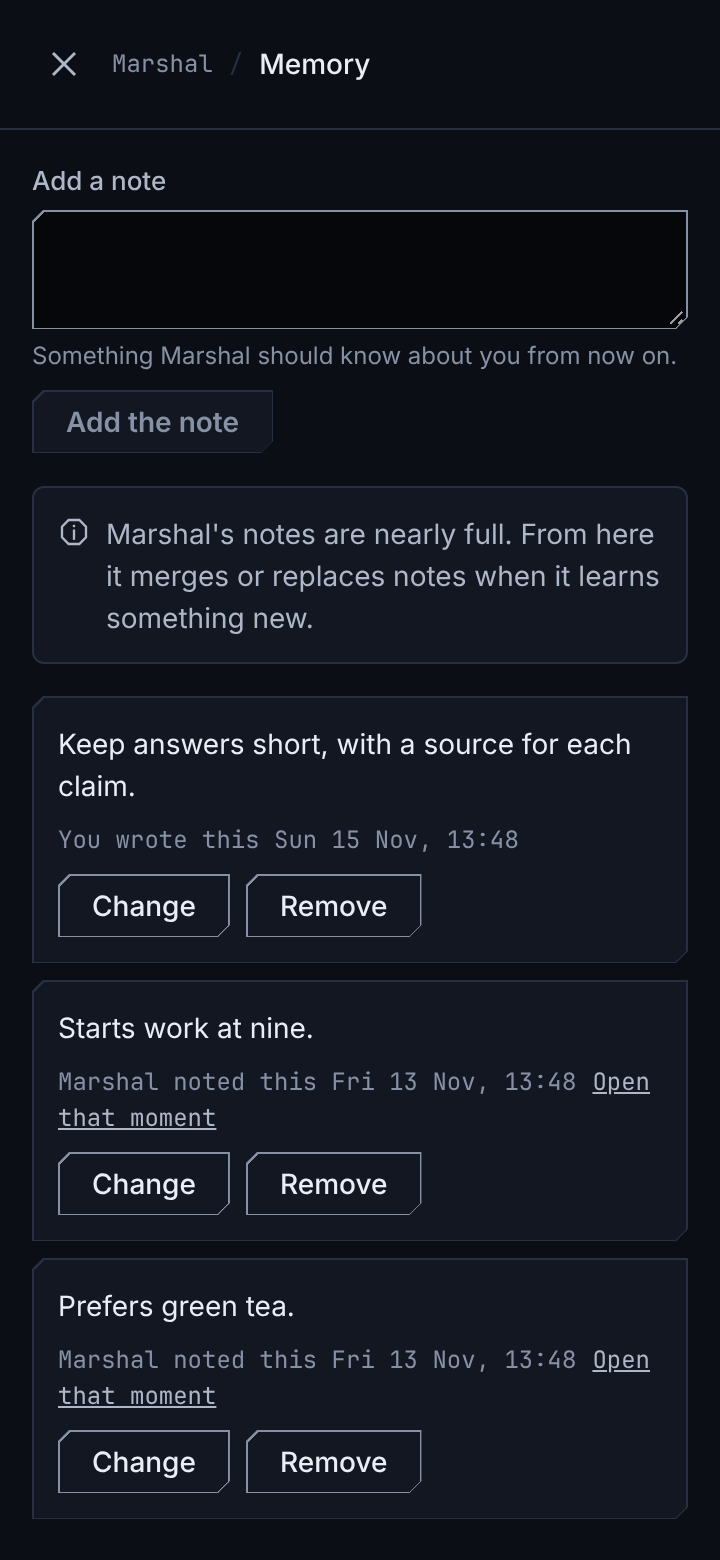 Marshal / Memory
Add a note
Something Marshal should know about you from now on.
Add the note
Marshal's notes are nearly full. From here
it merges or replaces notes when it learns
something new.
Keep answers short, with a source for each
claim.
You wrote this Sun 15 Nov, 13:48
Change Remove
Starts work at nine.
Marshal noted this Fri 13 Nov, 13:48 Open
that moment
Change Remove
Prefers green tea.
Marshal noted this Fri 13 Nov, 13:48 Open
that moment
Change Remove